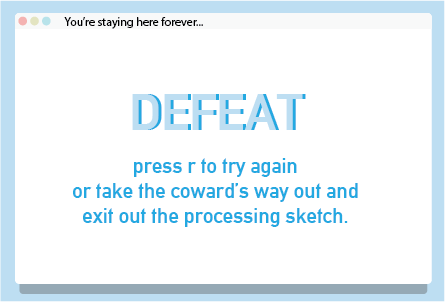 You're staying here forever...
DEFEAT
press r to try again
or take the coward's way out and
exit out the processing sketch.